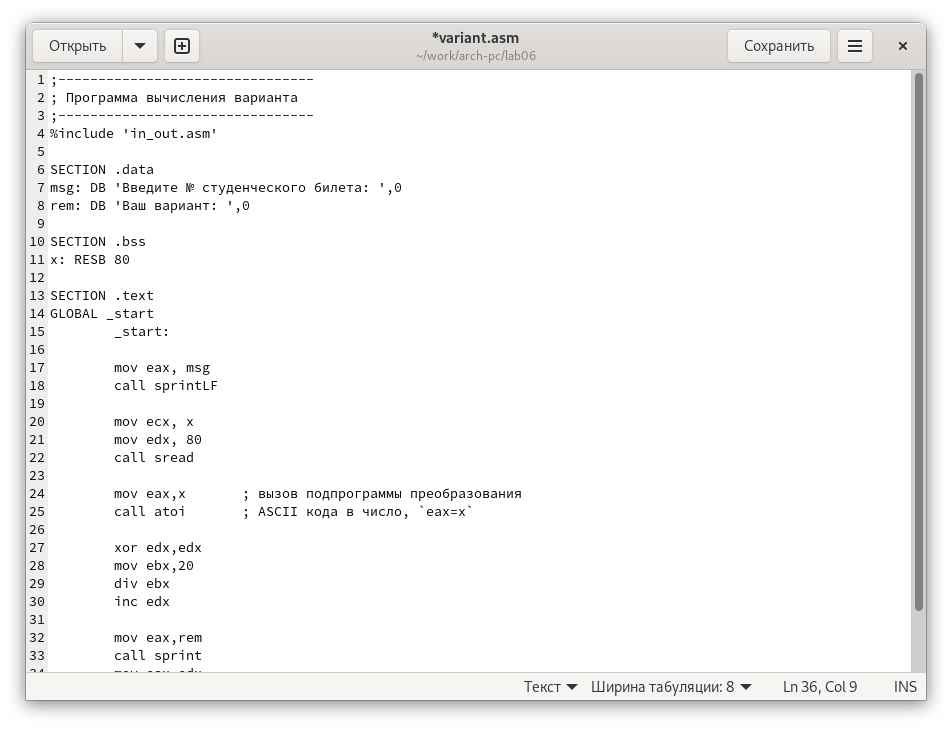 Открыть
*variant.asm
~/work/arch-pc/lab06
Сохранить
1 ;--------------------------------
2 ; Программа вычисления варианта
3 ;--------------------------------
4 %include 'in_out.asm'
5
6 SECTION .data
7 msg: DB 'Введите № студенческого билета: ',0
8 rem: DB 'Ваш вариант: ',0
9
10 SECTION .bss
11 x: RESB 80
12
13 SECTION .text
14 GLOBAL _start
15         _start:
16
17         mov eax, msg
18         call sprintLF
19
20         mov ecx, x
21         mov edx, 80
22         call sread
23
24         mov eax,x       ; вызов подпрограммы преобразования
25         call atoi       ; ASCII кода в число, `eax=x`
26
27         xor edx,edx
28         mov ebx,20
29         div ebx
30         inc edx
31
32         mov eax,rem
33         call sprint
Текст Ширина табуляции: 8 Ln 36, Col 9 INS